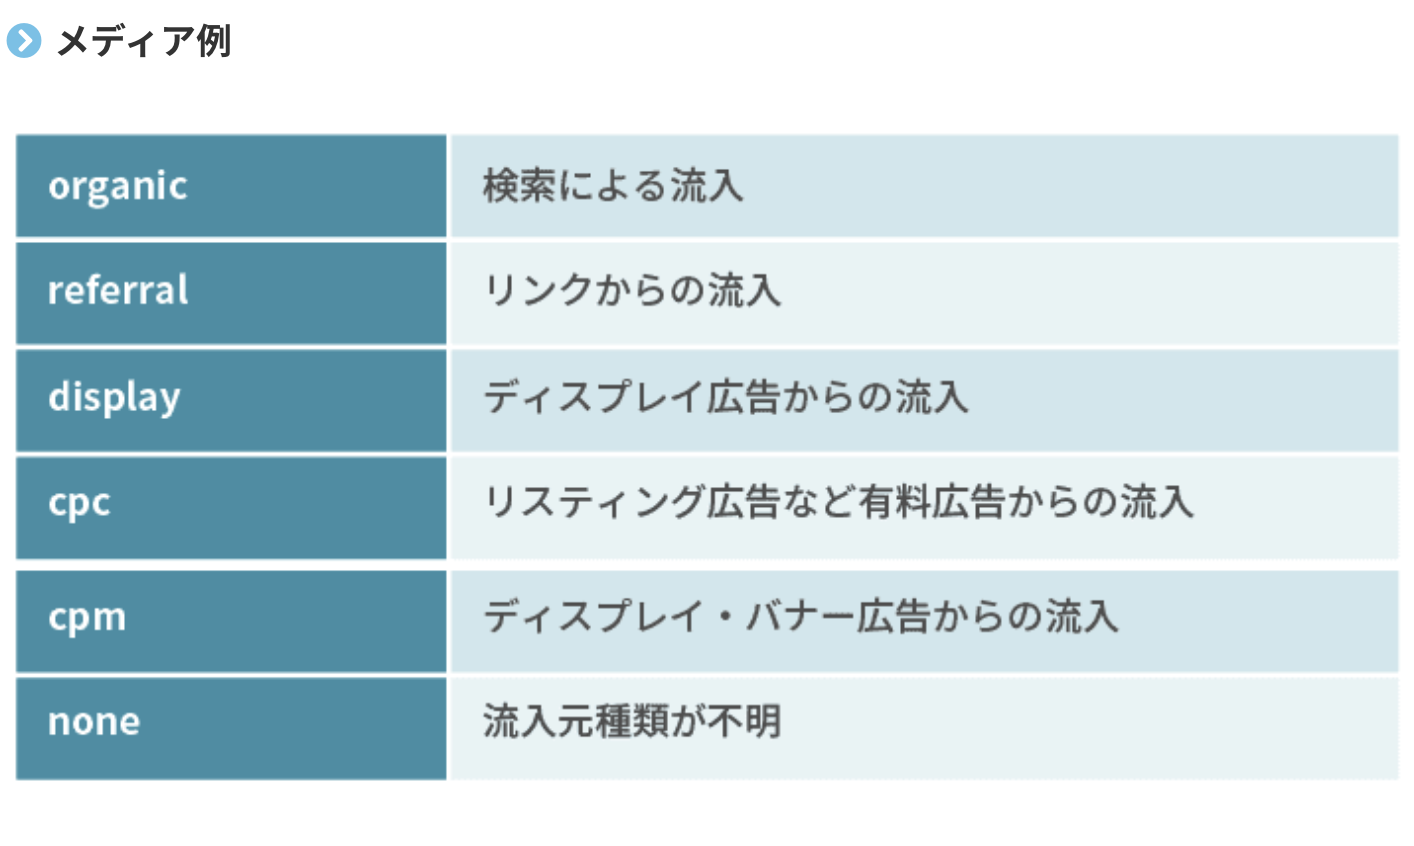 メディア例
organic 検索による流入
referral リンクからの流入
display ディスプレイ広告からの流入
cpc リスティング広告など有料広告からの流入
cpm ディスプレイ・バナー広告からの流入
none 流入元種類が不明